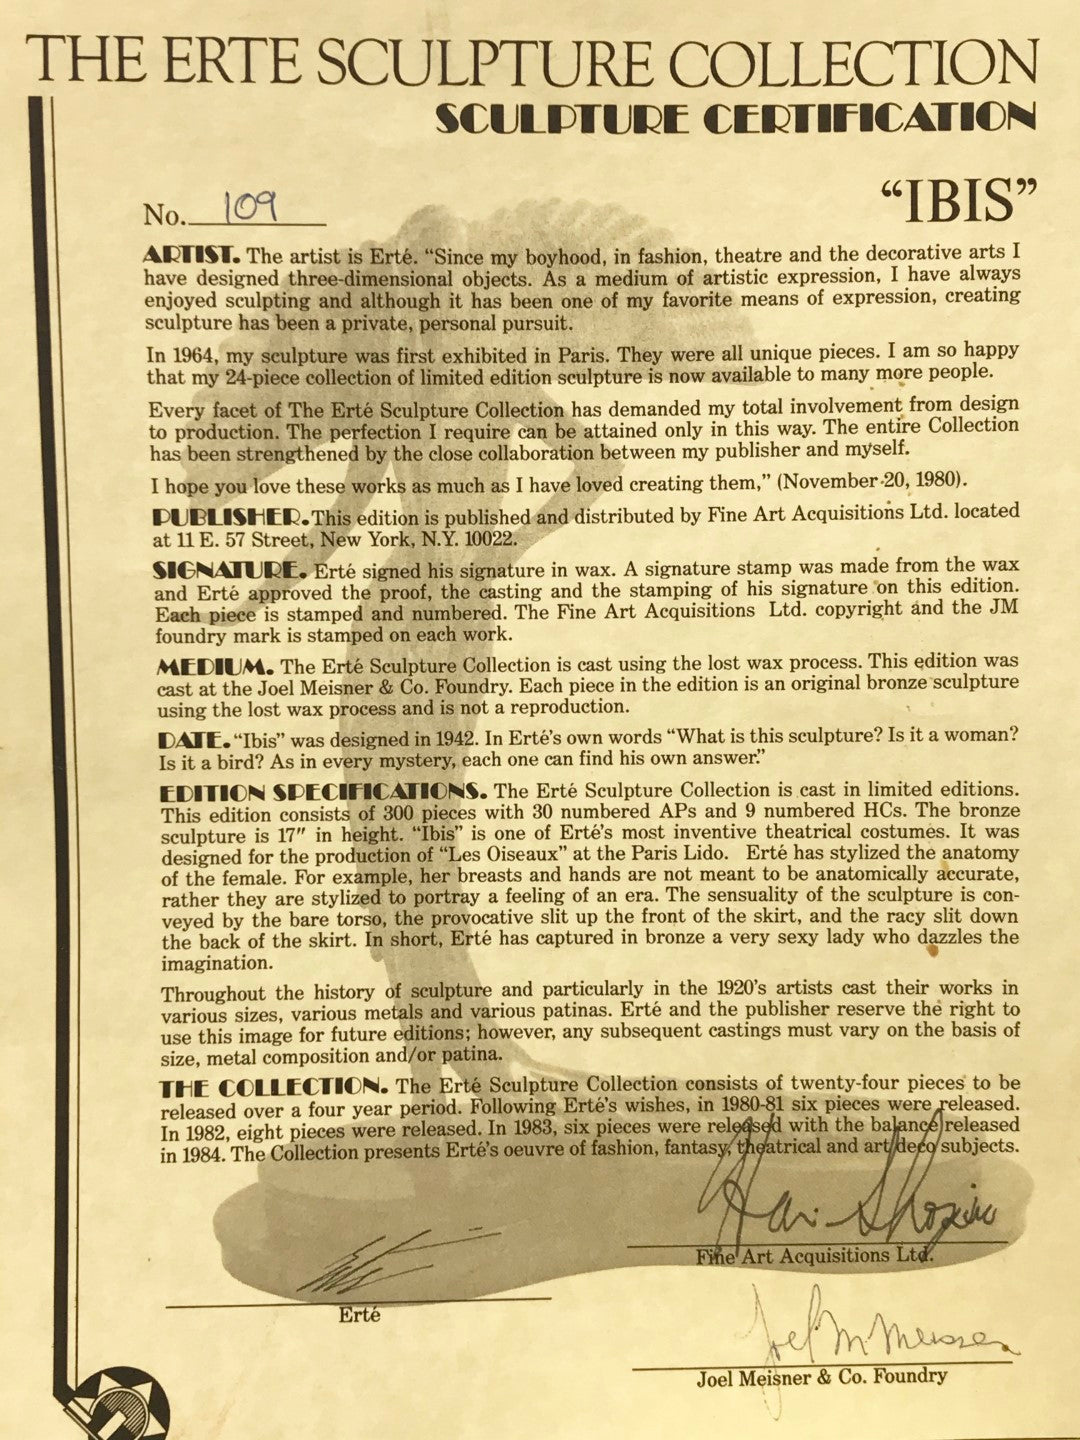 THE ERTE SCULPTURE COLLECTION
SCULPTURE CERTIFICATION
No. 109
“IBIS”
ARTIST. The artist is Erté. “Since my boyhood, in fashion, theatre and the decorative arts I
have designed three-dimensional objects. As a medium of artistic expression, I have always
enjoyed sculpting and although it has been one of my favorite means of expression, creating
sculpture has been a private, personal pursuit.
In 1964, my sculpture was first exhibited in Paris. They were all unique pieces. I am so happy
that my 24-piece collection of limited edition sculpture is now available to many more people.
Every facet of The Erté Sculpture Collection has demanded my total involvement from design
to production. The perfection I require can be attained only in this way. The entire Collection
has been strengthened by the close collaboration between my publisher and myself.
I hope you love these works as much as I have loved creating them,” (November 20, 1980).
PUBLISHER. This edition is published and distributed by Fine Art Acquisitions Ltd. located
at 11 E. 57 Street, New York, N.Y. 10022.
SIGNATURE. Erté signed his signature in wax. A signature stamp was made from the wax
and Erté approved the proof, the casting and the stamping of his signature on this edition.
Each piece is stamped and numbered. The Fine Art Acquisitions Ltd. copyright and the JM
foundry mark is stamped on each work.
MEDIUM. The Erté Sculpture Collection is cast using the lost wax process. This edition was
cast at the Joel Meisner & Co. Foundry. Each piece in the edition is an original bronze sculpture
using the lost wax process and is not a reproduction.
DATE. “Ibis” was designed in 1942. In Erté’s own words “What is this sculpture? Is it a woman?
Is it a bird? As in every mystery, each one can find his own answer.”
EDITION SPECIFICATIONS. The Erté Sculpture Collection is cast in limited editions.
This edition consists of 300 pieces with 30 numbered APs and 9 numbered HCs. The bronze
sculpture is 17″ in height. “Ibis” is one of Erté’s most inventive theatrical costumes. It was
designed for the production of “Les Oiseaux” at the Paris Lido. Erté has stylized the anatomy
of the female. For example, her breasts and hands are not meant to be anatomically accurate,
rather they are stylized to portray a feeling of an era. The sensuality of the sculpture is con-
veyed by the bare torso, the provocative slit up the front of the skirt, and the racy slit down
the back of the skirt. In short, Erté has captured in bronze a very sexy lady who dazzles the
imagination.
Throughout the history of sculpture and particularly in the 1920’s artists cast their works in
various sizes, various metals and various patinas. Erté and the publisher reserve the right to
use this image for future editions; however, any subsequent castings must vary on the basis of
size, metal composition and/or patina.
THE COLLECTION. The Erté Sculpture Collection consists of twenty-four pieces to be
released over a four year period. Following Erté’s wishes, in 1980-81 six pieces were released.
In 1982, eight pieces were released. In 1983, six pieces were released with the balance released
in 1984. The Collection presents Erté’s oeuvre of fashion, fantasy, theatrical and art deco subjects.
Fine Art Acquisitions Ltd.
Erté
Erté
Joel M Meisner
Joel Meisner & Co. Foundry